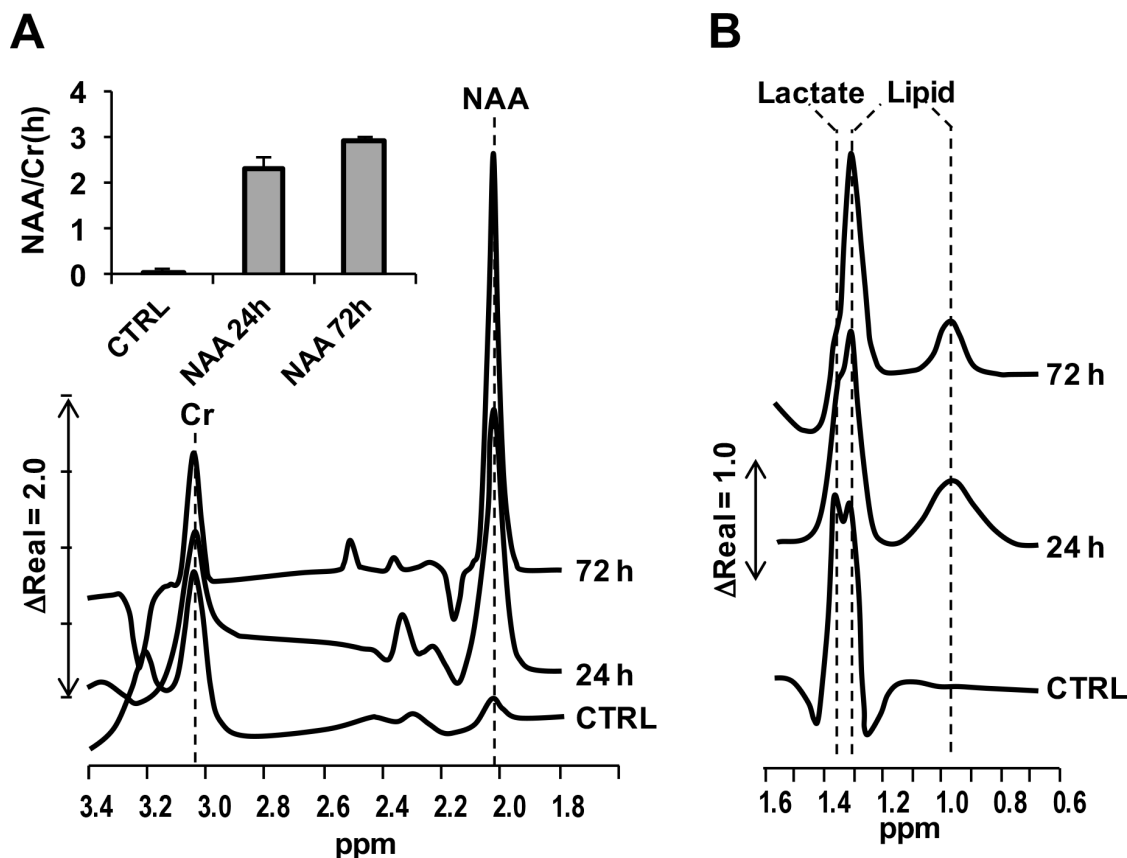 A
NAA/Cr(h)
4
3
2
1
0
CTRL
NAA 24h
NAA 72h
NAA
Cr
ΔReal = 2.0
72 h
24 h
CTRL
3.4 3.2 3.0 2.8 2.6 2.4 2.2 2.0 1.8
ppm
B
Lactate Lipid
ΔReal = 1.0
72 h
24 h
CTRL
1.6 1.4 1.2 1.0 0.8 0.6
ppm